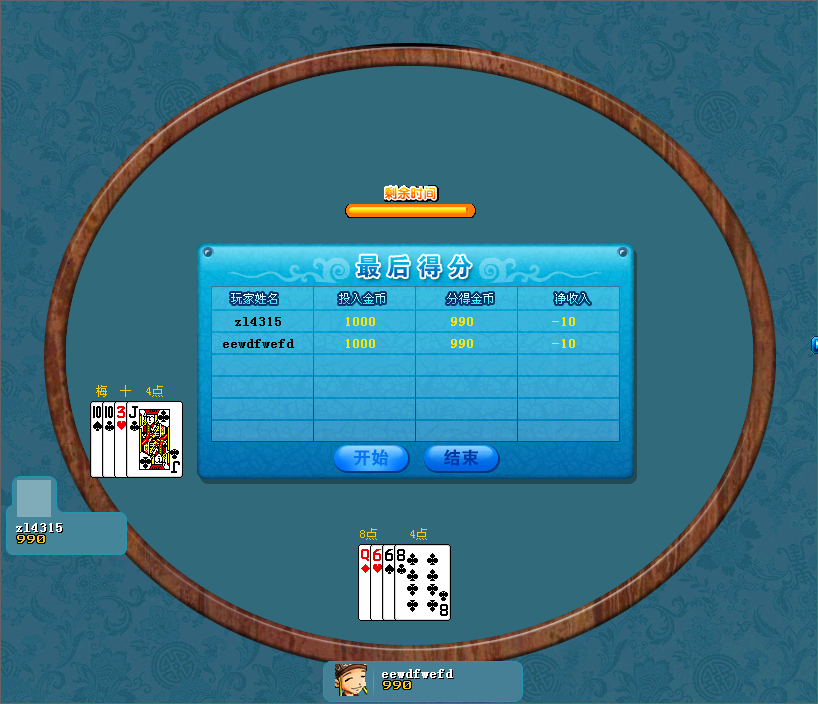 剩余时间
最后得分
玩家姓名 投入金币 分得金币 净收入
zl4315 1000 990 -10
eewdfwefd 1000 990 -10
开始 结束
梅 十 4点
10 10 3 J J
zl4315
990
8点 4点
Q 6 6 8 8
eewdfwefd
990